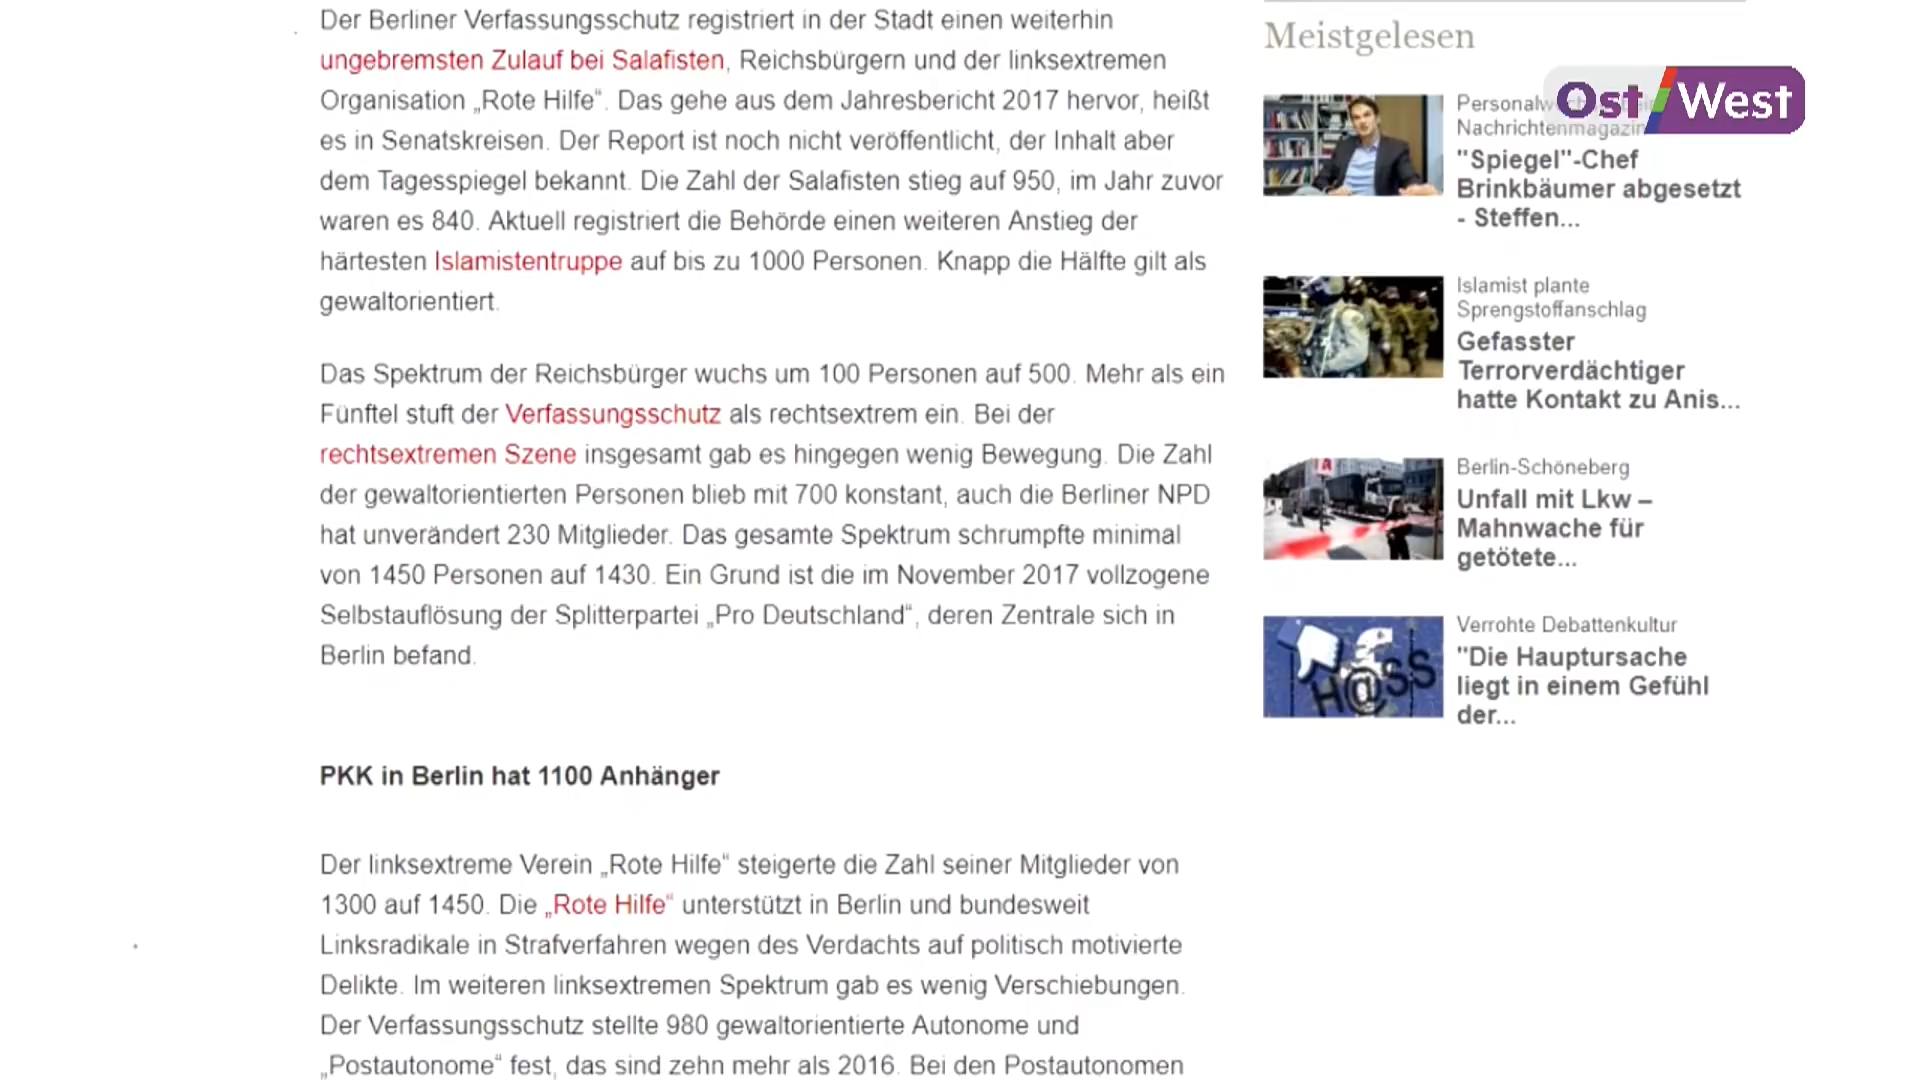 Der Berliner Verfassungsschutz registriert in der Stadt einen weiterhin
ungebremsten Zulauf bei Salafisten, Reichsbürgern und der linksextremen
Organisation „Rote Hilfe“. Das gehe aus dem Jahresbericht 2017 hervor, heißt
es in Senatskreisen. Der Report ist noch nicht veröffentlicht, der Inhalt aber
dem Tagesspiegel bekannt. Die Zahl der Salafisten stieg auf 950, im Jahr zuvor
waren es 840. Aktuell registriert die Behörde einen weiteren Anstieg der
härtesten Islamistentruppe auf bis zu 1000 Personen. Knapp die Hälfte gilt als
gewaltorientiert.
Das Spektrum der Reichsbürger wuchs um 100 Personen auf 500. Mehr als ein
Fünftel stuft der Verfassungsschutz als rechtsextrem ein. Bei der
rechtsextremen Szene insgesamt gab es hingegen wenig Bewegung. Die Zahl
der gewaltorientierten Personen blieb mit 700 konstant, auch die Berliner NPD
hat unverändert 230 Mitglieder. Das gesamte Spektrum schrumpfte minimal
von 1450 Personen auf 1430. Ein Grund ist die im November 2017 vollzogene
Selbstauflösung der Splitterpartei „Pro Deutschland“, deren Zentrale sich in
Berlin befand.
PKK in Berlin hat 1100 Anhänger
Der linksextreme Verein „Rote Hilfe“ steigerte die Zahl seiner Mitglieder von
1300 auf 1450. Die „Rote Hilfe“ unterstützt in Berlin und bundesweit
Linksradikale in Strafverfahren wegen des Verdachts auf politisch motivierte
Delikte. Im weiteren linksextremen Spektrum gab es wenig Verschiebungen.
Der Verfassungsschutz stellte 980 gewaltorientierte Autonome und
„Postautonome“ fest, das sind zehn mehr als 2016. Bei den Postautonomen
Meistgelesen
Ost/West
Nachrichtenmagazin
"Spiegel"-Chef
Brinkbäumer abgesetzt
- Steffen...
Islamist plante
Sprengstoffanschlag
Gefasster
Terrorverdächtiger
hatte Kontakt zu Anis...
Berlin-Schöneberg
Unfall mit Lkw –
Mahnwache für
getötete...
Verrohte Debattenkultur
"Die Hauptursache
liegt in einem Gefühl
der...
H@SS